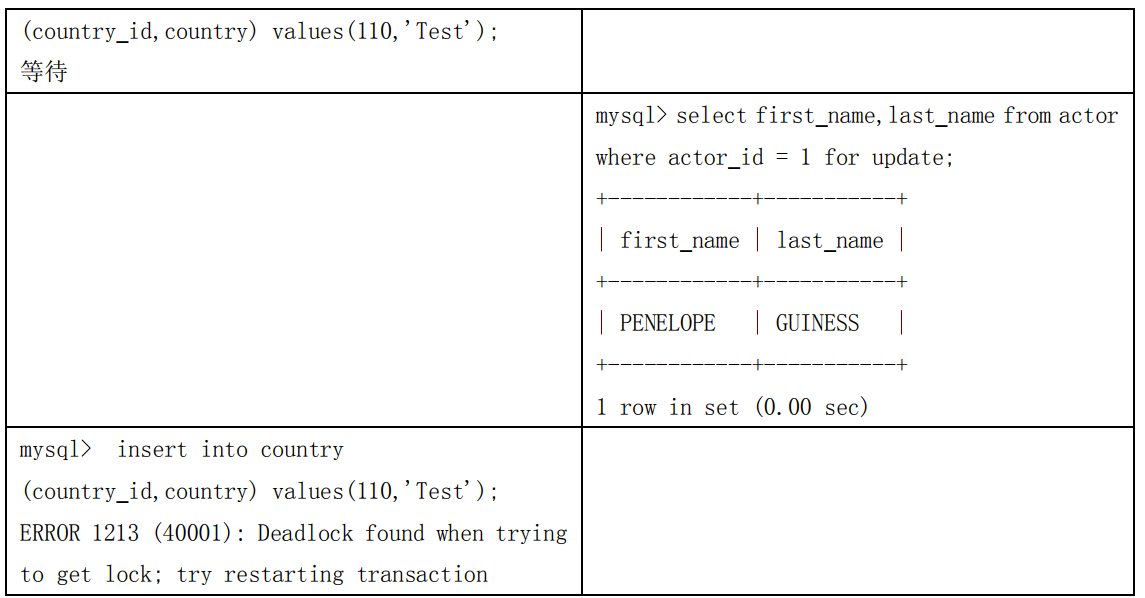 (country_id,country) values(110,'Test');
等待
mysql> select first_name,last_name from actor
where actor_id = 1 for update;
+------------+-----------+
| first_name | last_name |
+------------+-----------+
| PENELOPE   | GUINESS   |
+------------+-----------+
1 row in set (0.00 sec)
mysql>  insert into country
(country_id,country) values(110,'Test');
ERROR 1213 (40001): Deadlock found when trying
to get lock; try restarting transaction